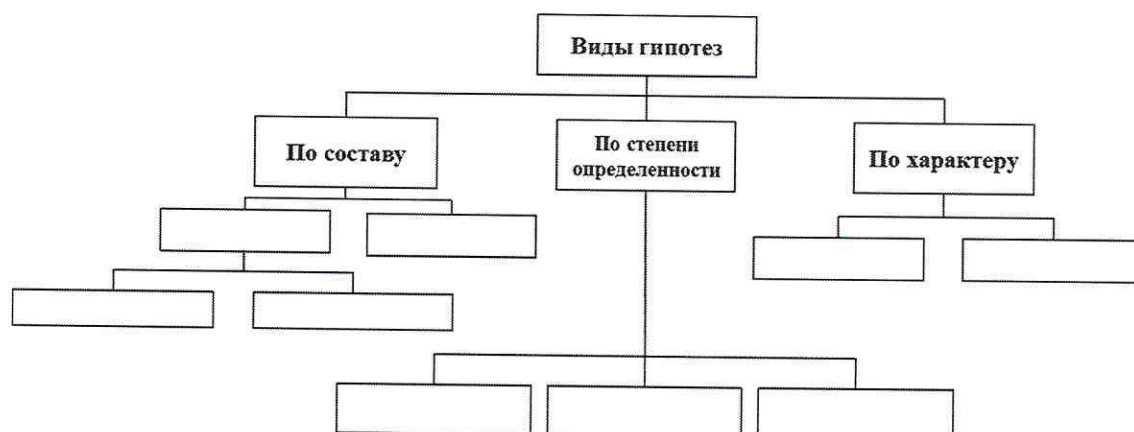 Виды гипотез
По составу
По степени
определенности
По характеру